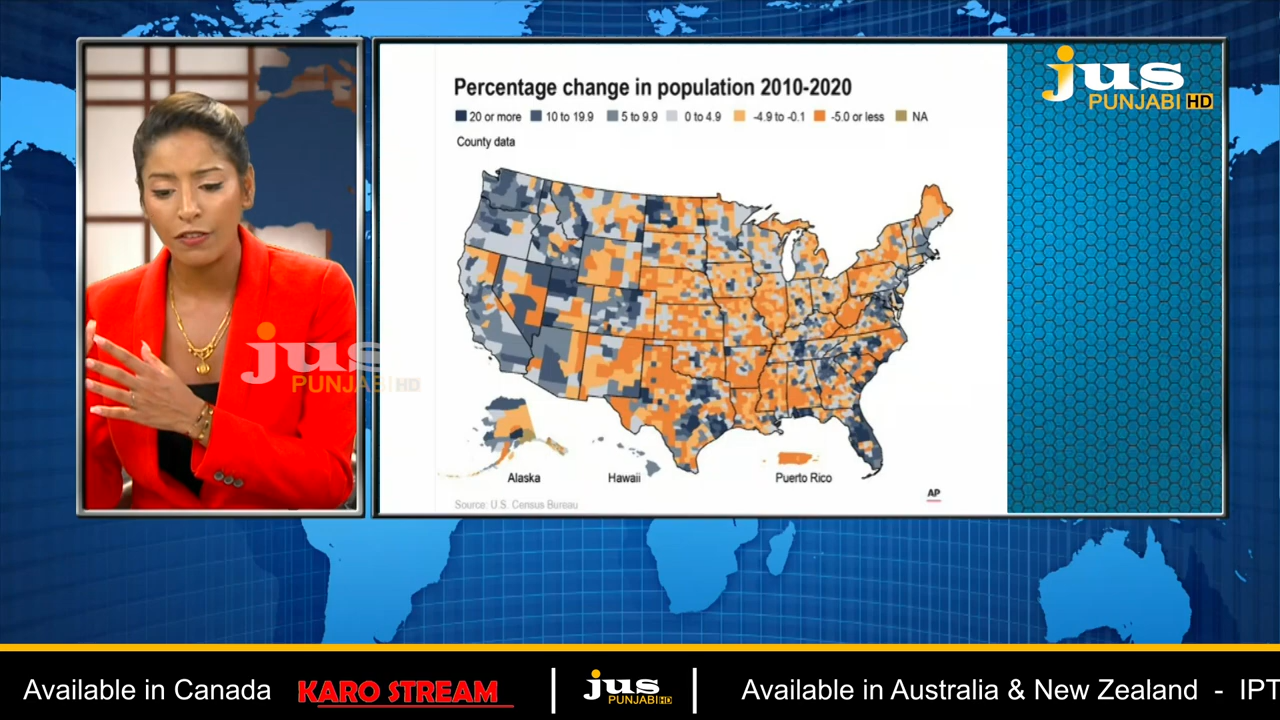 Percentage change in population 2010-2020
20 or more 10 to 19.9 5 to 9.9 0 to 4.9 -4.9 to -0.1 -5.0 or less NA
County data
jus
PUNJABI HD
jus
PUNJABI HD
Alaska
Hawaii
Puerto Rico
Source: U.S. Census Bureau
AP
Available in Canada KARO STREAM | jus PUNJABI HD | Available in Australia & New Zealand - IPT